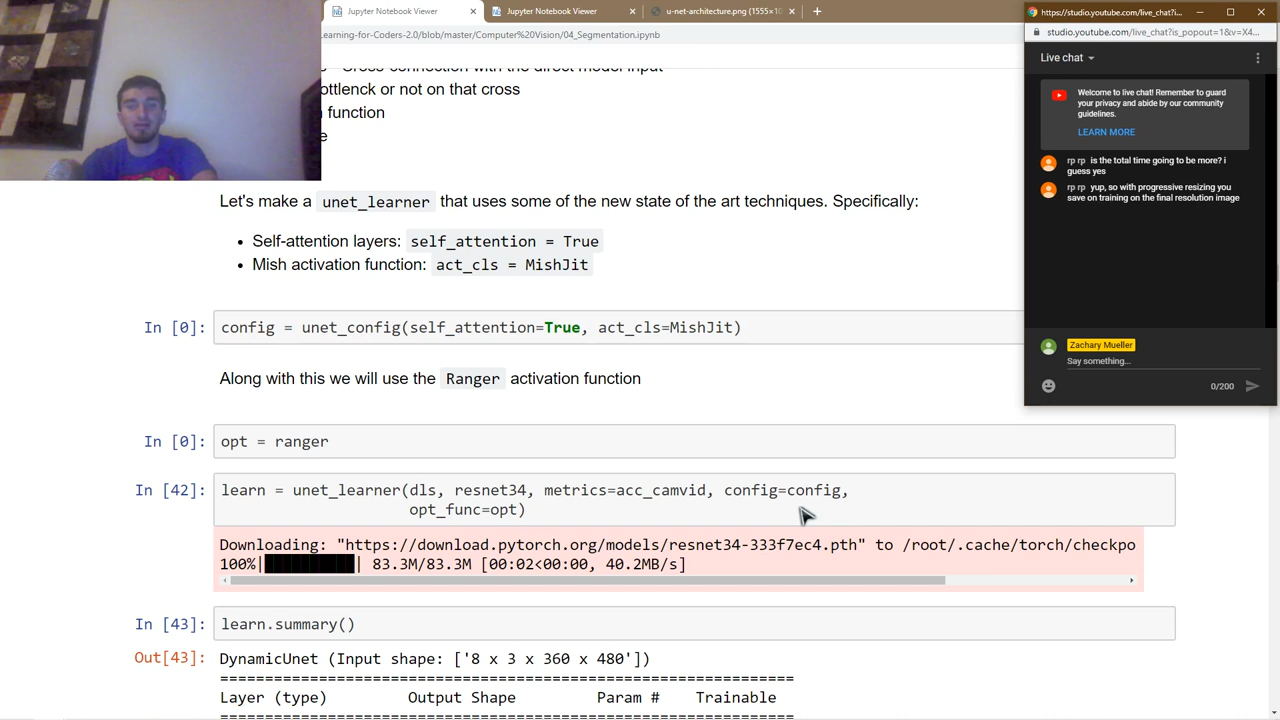 Jupyter Notebook Viewer
Jupyter Notebook Viewer
u-net-architecture.png (1555×10
earning-for-Coders-2.0/blob/master/Computer%20Vision/04_Segmentation.ipynb
Cross-connection with the direct model input
ottlenck or not on that cross
function
Let's make a unet_learner that uses some of the new state of the art techniques. Specifically:
• Self-attention layers: self_attention = True
• Mish activation function: act_cls = MishJit
In [0]: config = unet_config(self_attention=True, act_cls=MishJit)
Along with this we will use the Ranger activation function
In [0]: opt = ranger
In [42]: learn = unet_learner(dls, resnet34, metrics=acc_camvid, config=config,
opt_func=opt)
Downloading: "https://download.pytorch.org/models/resnet34-333f7ec4.pth" to /root/.cache/torch/checkpo
100%| | 83.3M/83.3M [00:02<00:00, 40.2MB/s]
In [43]: learn.summary()
Out[43]: DynamicUnet (Input shape: ['8 x 3 x 360 x 480'])
================================================================
Layer (type) Output Shape Param # Trainable
================================================================
https://studio.youtube.com/live_chat?i...
studio.youtube.com/live_chat?is_popout=1&v=X4...
Live chat
Welcome to live chat! Remember to guard
your privacy and abide by our community
guidelines.
LEARN MORE
rp rp is the total time going to be more? i
guess yes
rp rp yup, so with progressive resizing you
save on training on the final resolution image
Zachary Mueller
Say something...
0/200